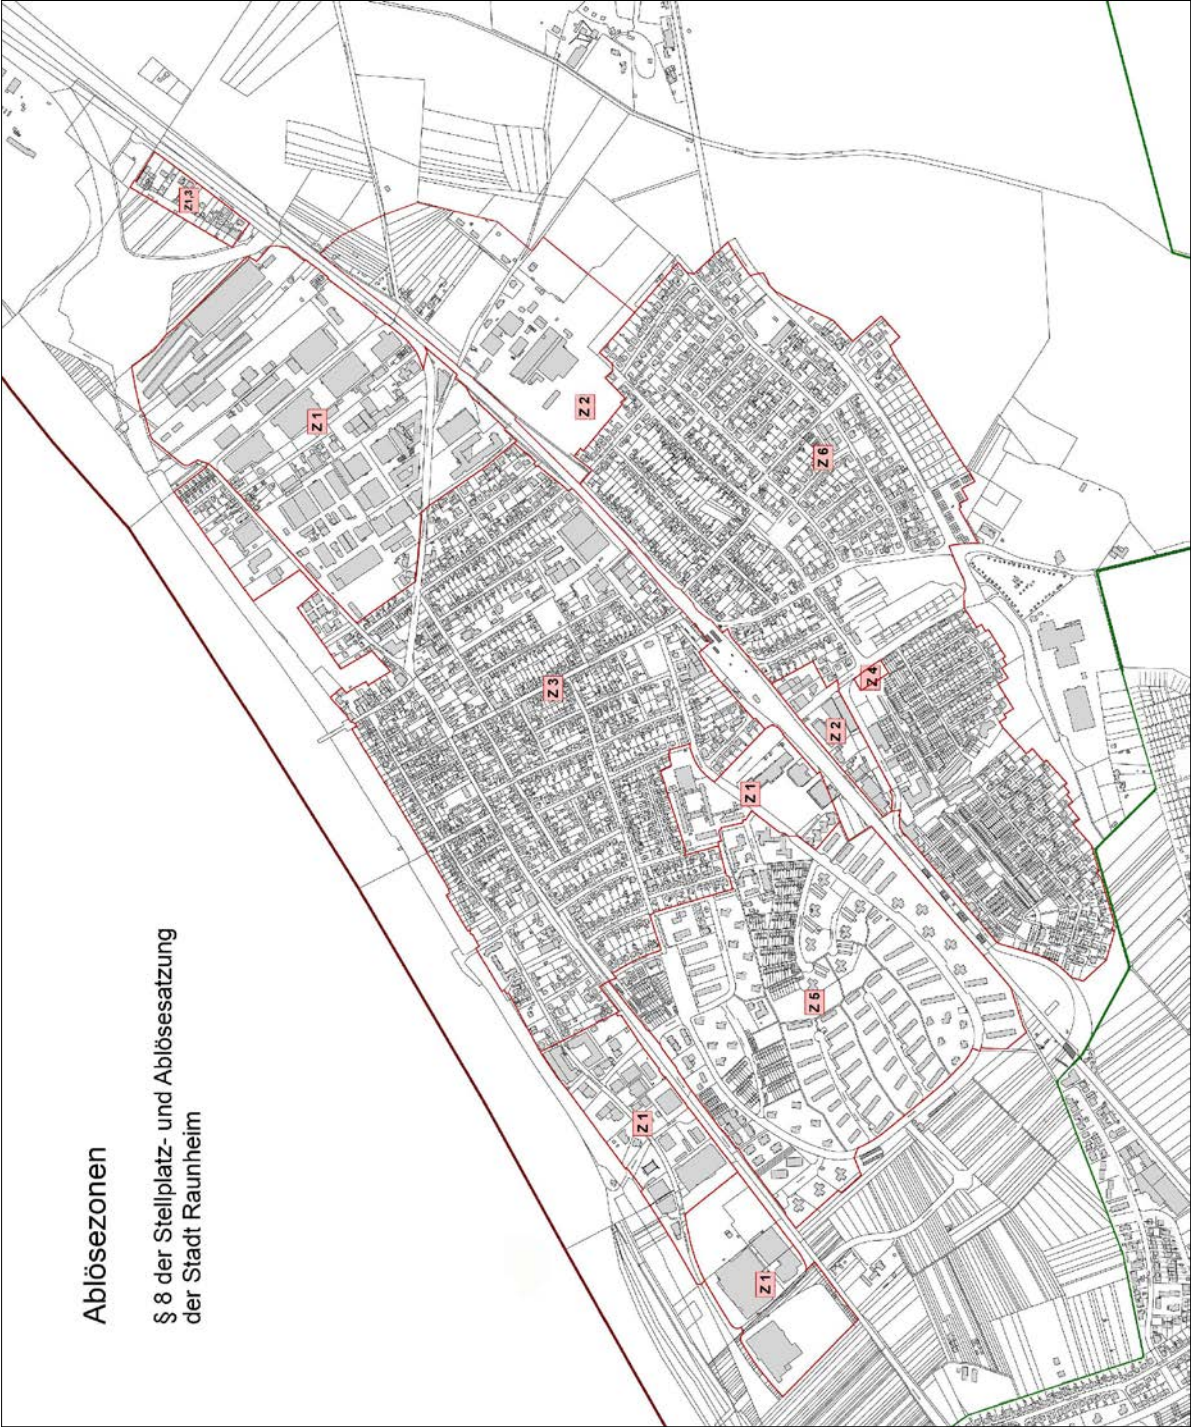 Ablösezonen
§ 8 der Stellplatz- und Ablösesatzung
der Stadt Raunheim
Z1,3
Z 1
Z 2
Z 6
Z 3
Z 4
Z 2
Z 1
Z 5
Z 1
Z 1